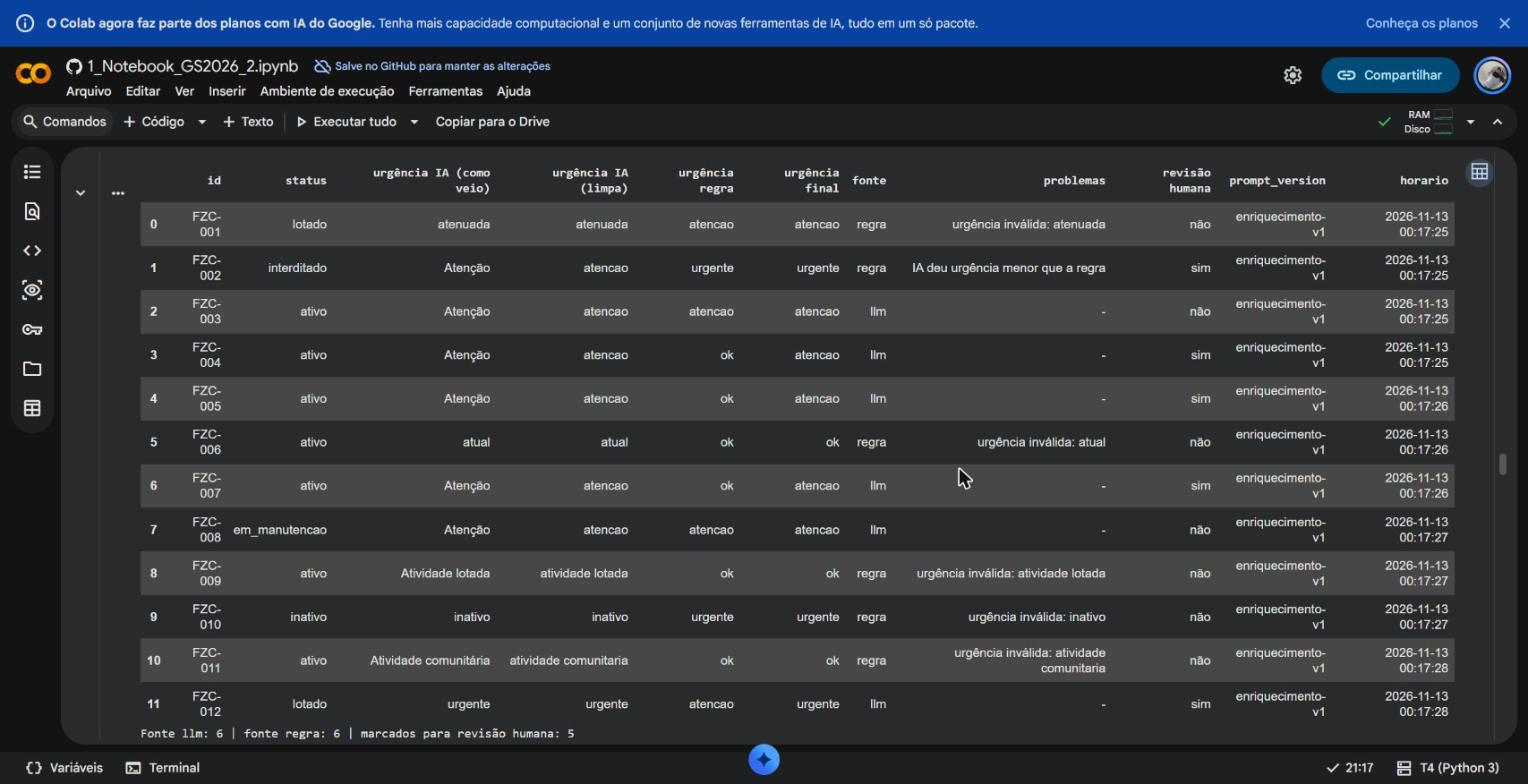 O Colab agora faz parte dos planos com IA do Google. Tenha mais capacidade computacional e um conjunto de novas ferramentas de IA, tudo em um só pacote. Conheça os planos
1_Notebook_GS2026_2.ipynb Salve no GitHub para manter as alterações
Compartilhar
Arquivo Editar Ver Inserir Ambiente de execução Ferramentas Ajuda
Comandos + Código + Texto Executar tudo Copiar para o Drive RAM Disco
id status urgência IA (como veio) urgência IA (limpa) urgência regra urgência final fonte problemas revisão humana prompt_version horario
0 FZC-001 lotado atenuada atenuada atencao atencao regra urgência inválida: atenuada não enriquecimento-v1 2026-11-13 00:17:25
1 FZC-002 interditado Atenção atencao urgente urgente regra IA deu urgência menor que a regra sim enriquecimento-v1 2026-11-13 00:17:25
2 FZC-003 ativo Atenção atencao atencao atencao llm - não enriquecimento-v1 2026-11-13 00:17:25
3 FZC-004 ativo Atenção atencao ok atencao llm - sim enriquecimento-v1 2026-11-13 00:17:25
4 FZC-005 ativo Atenção atencao ok atencao llm - sim enriquecimento-v1 2026-11-13 00:17:26
5 FZC-006 ativo atual atual ok ok regra urgência inválida: atual não enriquecimento-v1 2026-11-13 00:17:26
6 FZC-007 ativo Atenção atencao ok atencao llm - sim enriquecimento-v1 2026-11-13 00:17:26
7 FZC-008 em_manutencao Atenção atencao atencao atencao llm - não enriquecimento-v1 2026-11-13 00:17:27
8 FZC-009 ativo Atividade lotada atividade lotada ok ok regra urgência inválida: atividade lotada não enriquecimento-v1 2026-11-13 00:17:27
9 FZC-010 inativo inativo inativo urgente urgente regra urgência inválida: inativo não enriquecimento-v1 2026-11-13 00:17:27
10 FZC-011 ativo Atividade comunitária atividade comunitaria ok ok regra urgência inválida: atividade comunitaria não enriquecimento-v1 2026-11-13 00:17:28
11 FZC-012 lotado urgente urgente atencao urgente llm - sim enriquecimento-v1 2026-11-13 00:17:28
Fonte llm: 6 | fonte regra: 6 | marcados para revisão humana: 5
Variáveis Terminal 21:17 T4 (Python 3)